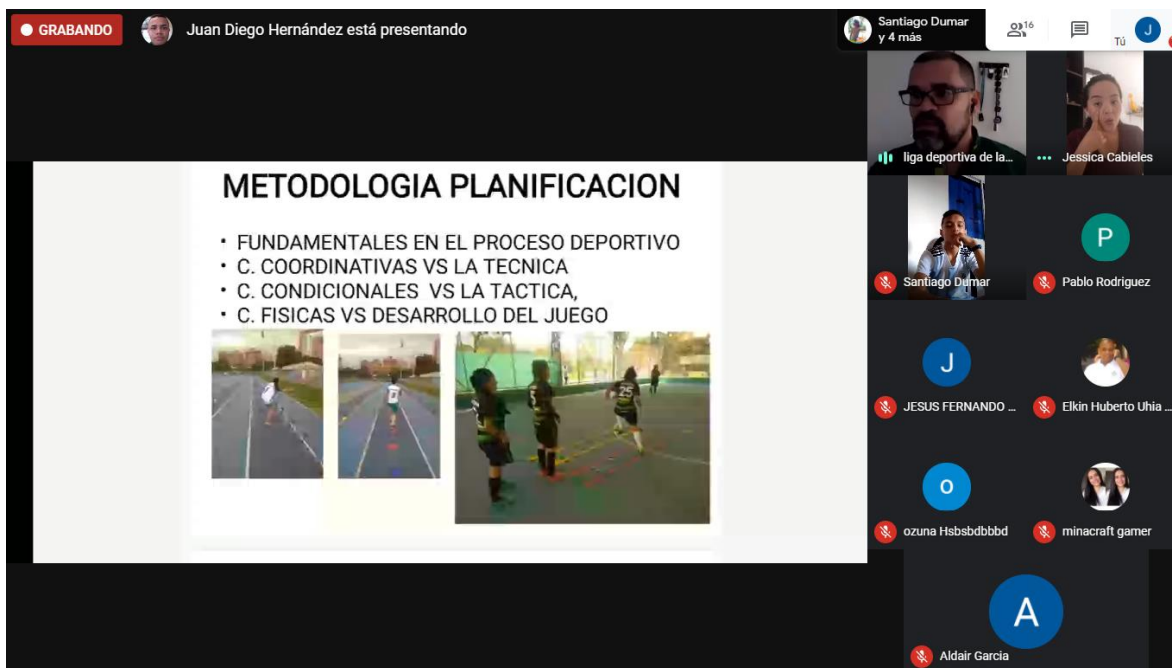 GRABANDO
Juan Diego Hernández está presentando
Santiago Dumar
y 4 más
16
Tú
J
liga deportiva de la...
Jessica Cabieles
METODOLOGIA PLANIFICACION
• FUNDAMENTALES EN EL PROCESO DEPORTIVO
• C. COORDINATIVAS VS LA TECNICA
• C. CONDICIONALES VS LA TACTICA,
• C. FISICAS VS DESARROLLO DEL JUEGO
25
Santiago Dumar
P
Pablo Rodriguez
J
JESUS FERNANDO ...
Elkin Huberto Uhia ...
o
ozuna Hsbsbdbbbd
minacraft gamer
A
Aldair Garcia